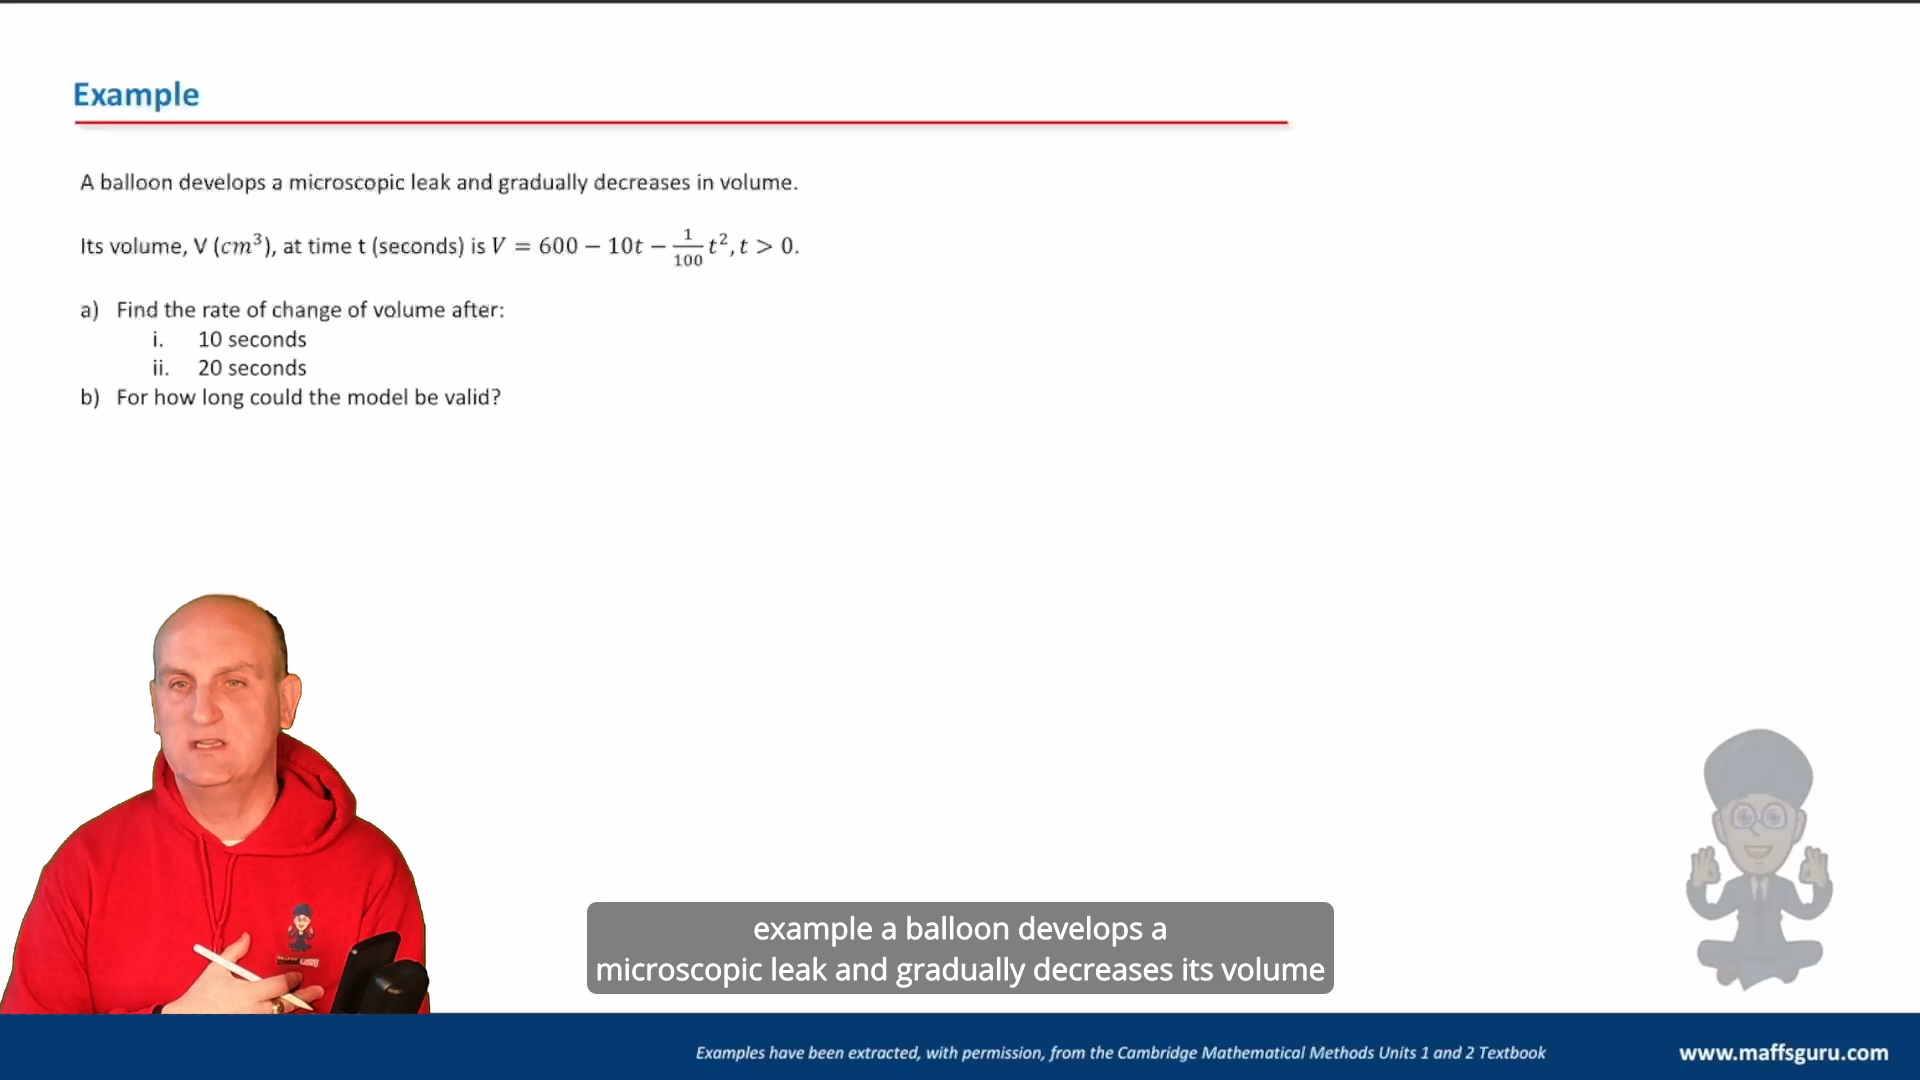 Example
A balloon develops a microscopic leak and gradually decreases in volume.
Its volume, V (cm³), at time t (seconds) is V = 600 − 10t − 1/100 t², t > 0.
a) Find the rate of change of volume after:
i. 10 seconds
ii. 20 seconds
b) For how long could the model be valid?
example a balloon develops a
microscopic leak and gradually decreases its volume
Examples have been extracted, with permission, from the Cambridge Mathematical Methods Units 1 and 2 Textbook
www.maffsguru.com